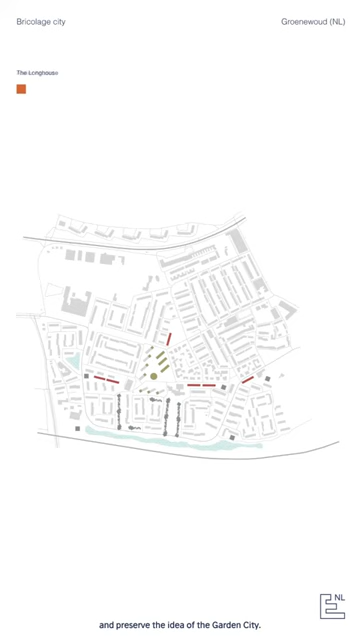 Bricolage city
Groenewoud (NL)
The Longhouse
E NL
and preserve the idea of the Garden City.